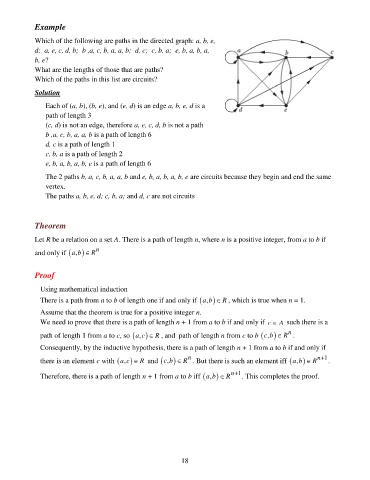 Example
Which of the following are paths in the directed graph: a, b, e,
d; a, e, c, d, b; b ,a, c, b, a, a, b; d, c; c, b, a; e, b, a, b, a,
b, e?
What are the lengths of those that are paths?
Which of the paths in this list are circuits?
a
b
c
d
e
Solution
Each of (a, b), (b, e), and (e, d) is an edge a, b, e, d is a
path of length 3
(c, d) is not an edge, therefore a, e, c, d, b is not a path
b ,a, c, b, a, a, b is a path of length 6
d, c is a path of length 1
c, b, a is a path of length 2
e, b, a, b, a, b, e is a path of length 6
The 2 paths b, a, c, b, a, a, b and e, b, a, b, a, b, e are circuits because they begin and end the same
vertex.
The paths a, b, e, d; c, b, a; and d, c are not circuits
Theorem
Let R be a relation on a set A. There is a path of length n, where n is a positive integer, from a to b if
and only if (a,b) ∈ Rⁿ
Proof
Using mathematical induction
There is a path from a to b of length one if and only if (a,b) ∈ R , which is true when n = 1.
Assume that the theorem is true for a positive integer n.
We need to prove that there is a path of length n + 1 from a to b if and only if c ∈ A such there is a
path of length 1 from a to c, so (a,c) ∈ R , and path of length n from c to b (c,b) ∈ Rⁿ .
Consequently, by the inductive hypothesis, there is a path of length n + 1 from a to b if and only if
there is an element c with (a,c) ∈ R and (c,b) ∈ Rⁿ . But there is such an element iff (a,b) ∈ Rⁿ⁺¹ .
Therefore, there is a path of length n + 1 from a to b iff (a,b) ∈ Rⁿ⁺¹ . This completes the proof.
18